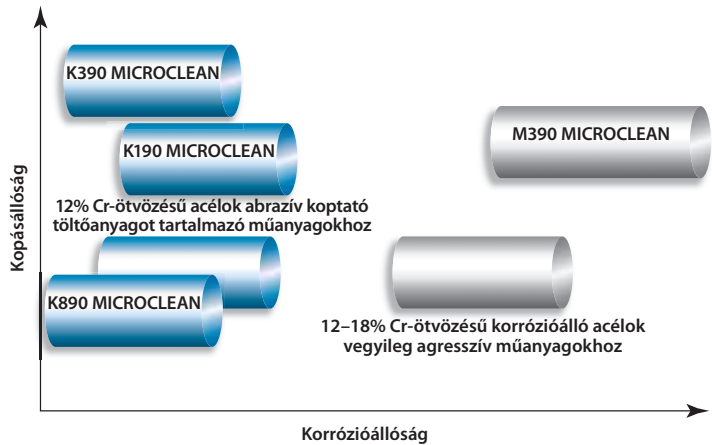 K390 MICROCLEAN
M390 MICROCLEAN
K190 MICROCLEAN
12% Cr-ötvözésű acélok abrazív koptató
töltőanyagot tartalmazó műanyagokhoz
K890 MICROCLEAN
12–18% Cr-ötvözésű korrózióálló acélok
vegyileg agresszív műanyagokhoz
Kopásállóság
Korrózióállóság